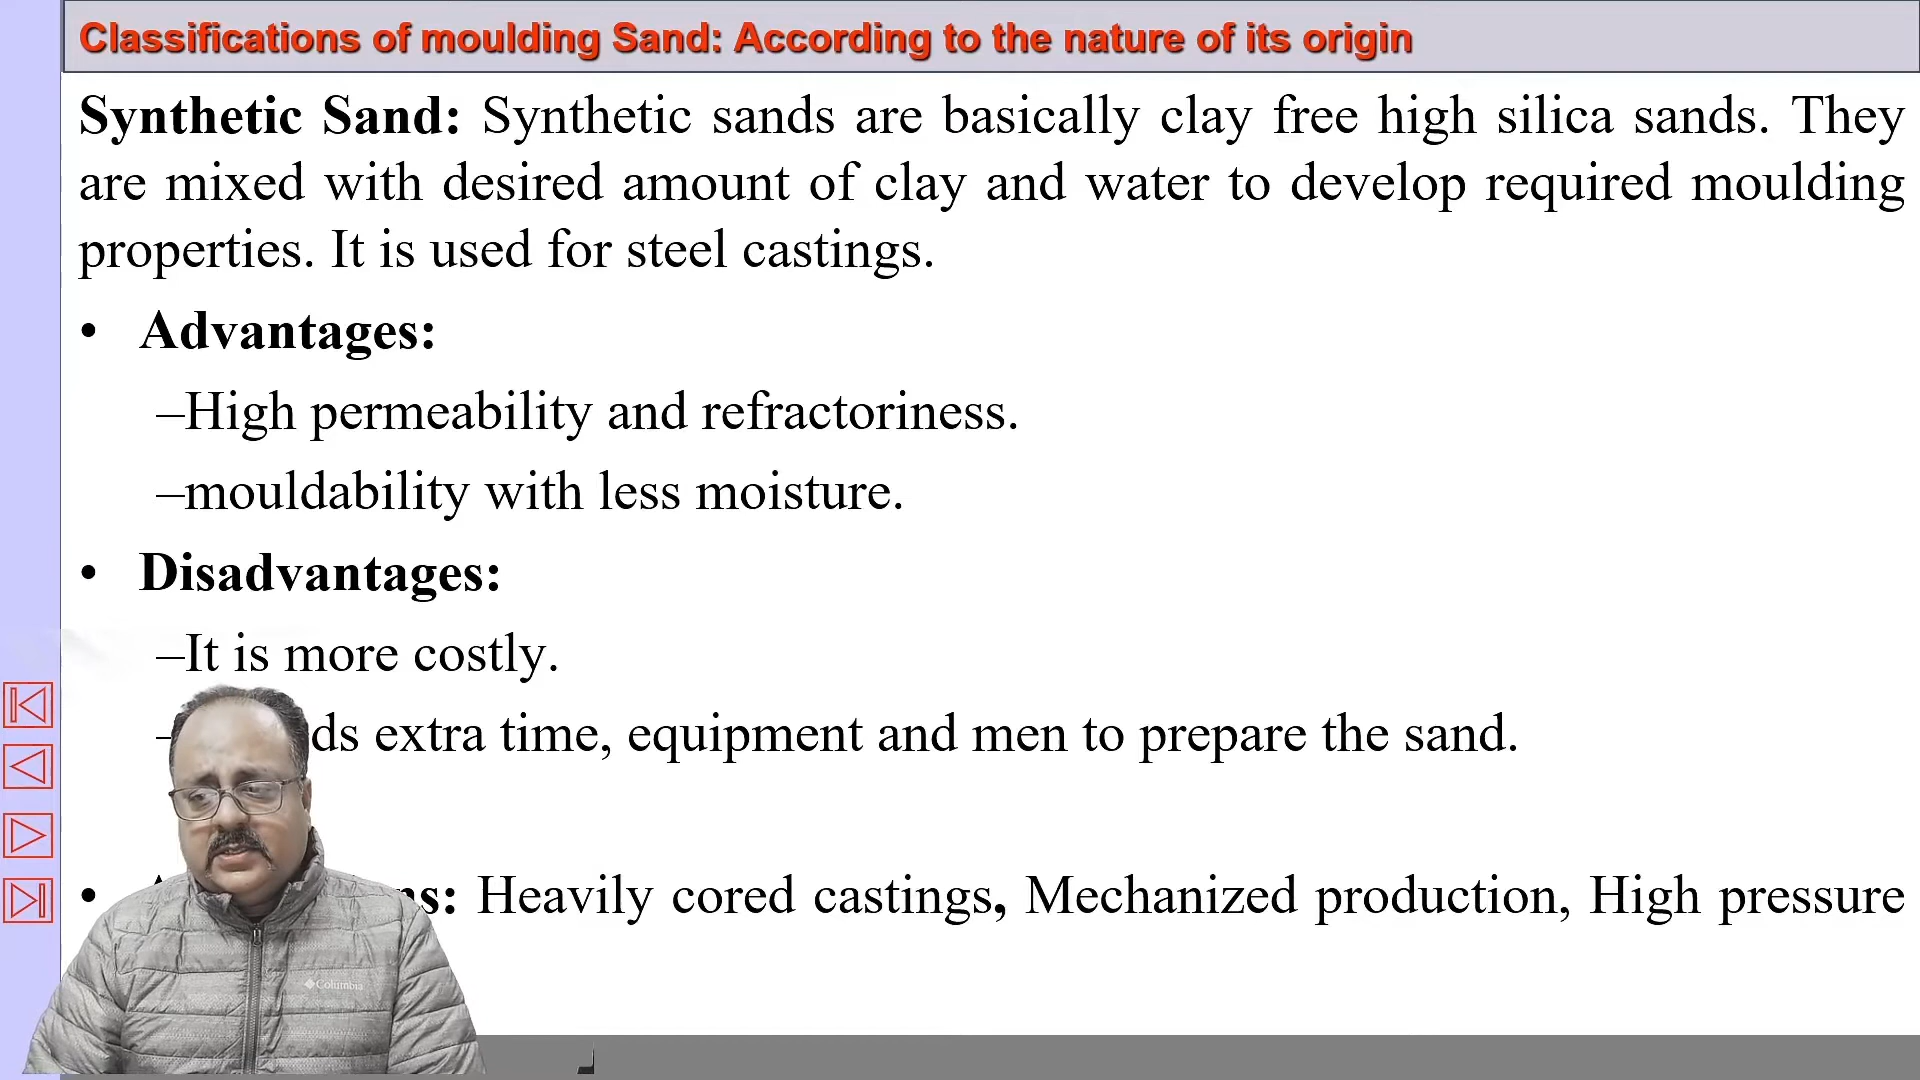 Classifications of moulding Sand: According to the nature of its origin
Synthetic Sand: Synthetic sands are basically clay free high silica sands. They
are mixed with desired amount of clay and water to develop required moulding
properties. It is used for steel castings.
• Advantages:
–High permeability and refractoriness.
–mouldability with less moisture.
• Disadvantages:
–It is more costly.
extra time, equipment and men to prepare the sand.
• Heavily cored castings, Mechanized production, High pressure
Columbia